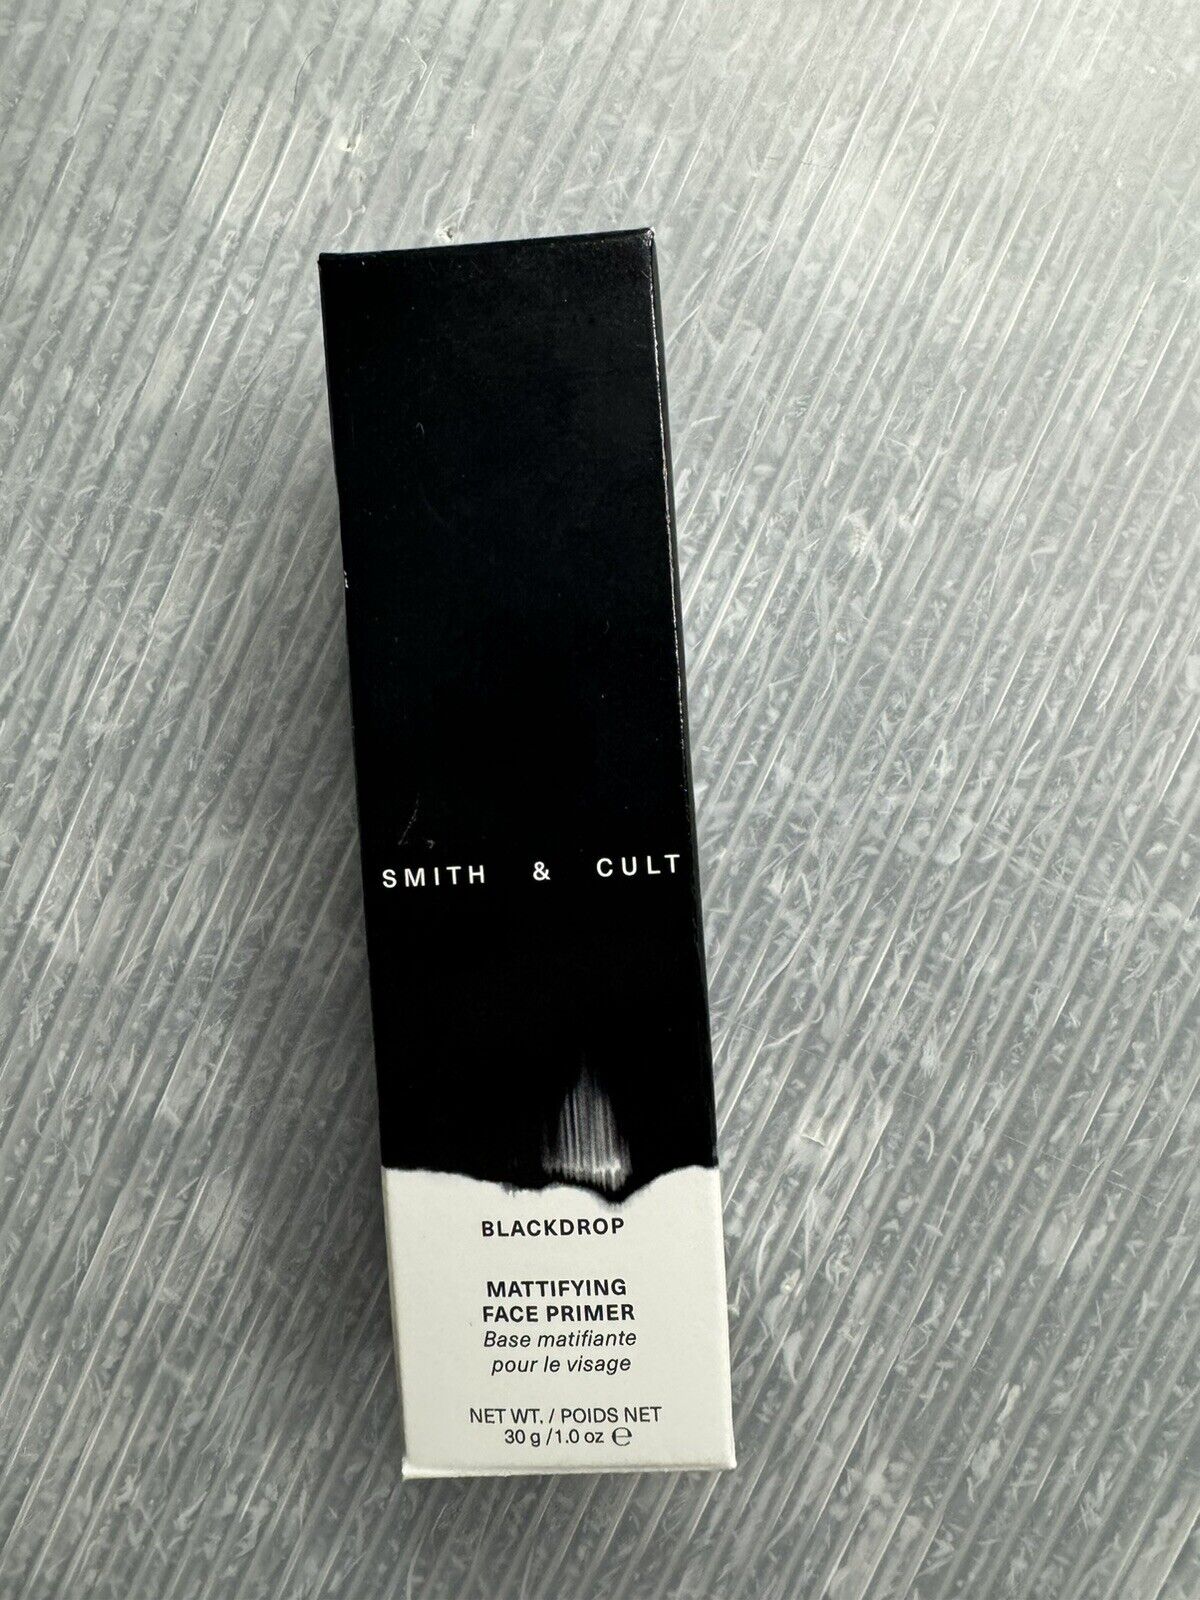 SMITH & CULT
BLACKDROP
MATTIFYING
FACE PRIMER
Base matifiante
pour le visage
NET WT. / POIDS NET
30 g / 1.0 oz ℮